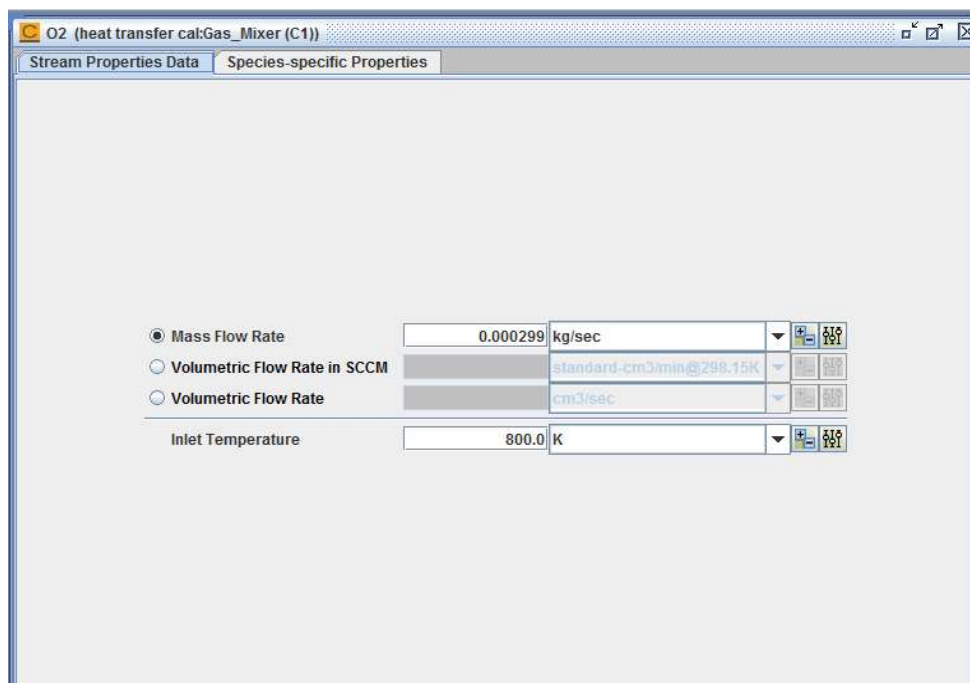 O2 (heat transfer cal:Gas_Mixer (C1))
Stream Properties Data Species-specific Properties
Mass Flow Rate 0.000299 kg/sec
Volumetric Flow Rate in SCCM standard-cm3/min@298.15K
Volumetric Flow Rate cm3/sec
Inlet Temperature 800.0 K